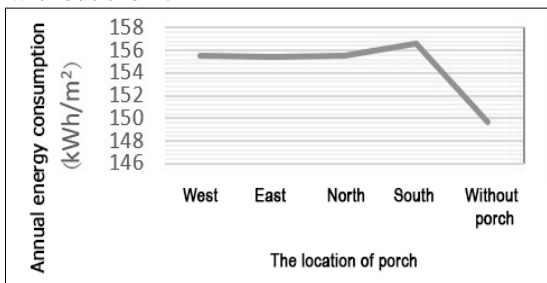 158
156
154
152
150
148
146
Annual energy consumption
(kWh/m²)
West East North South Without
porch
The location of porch